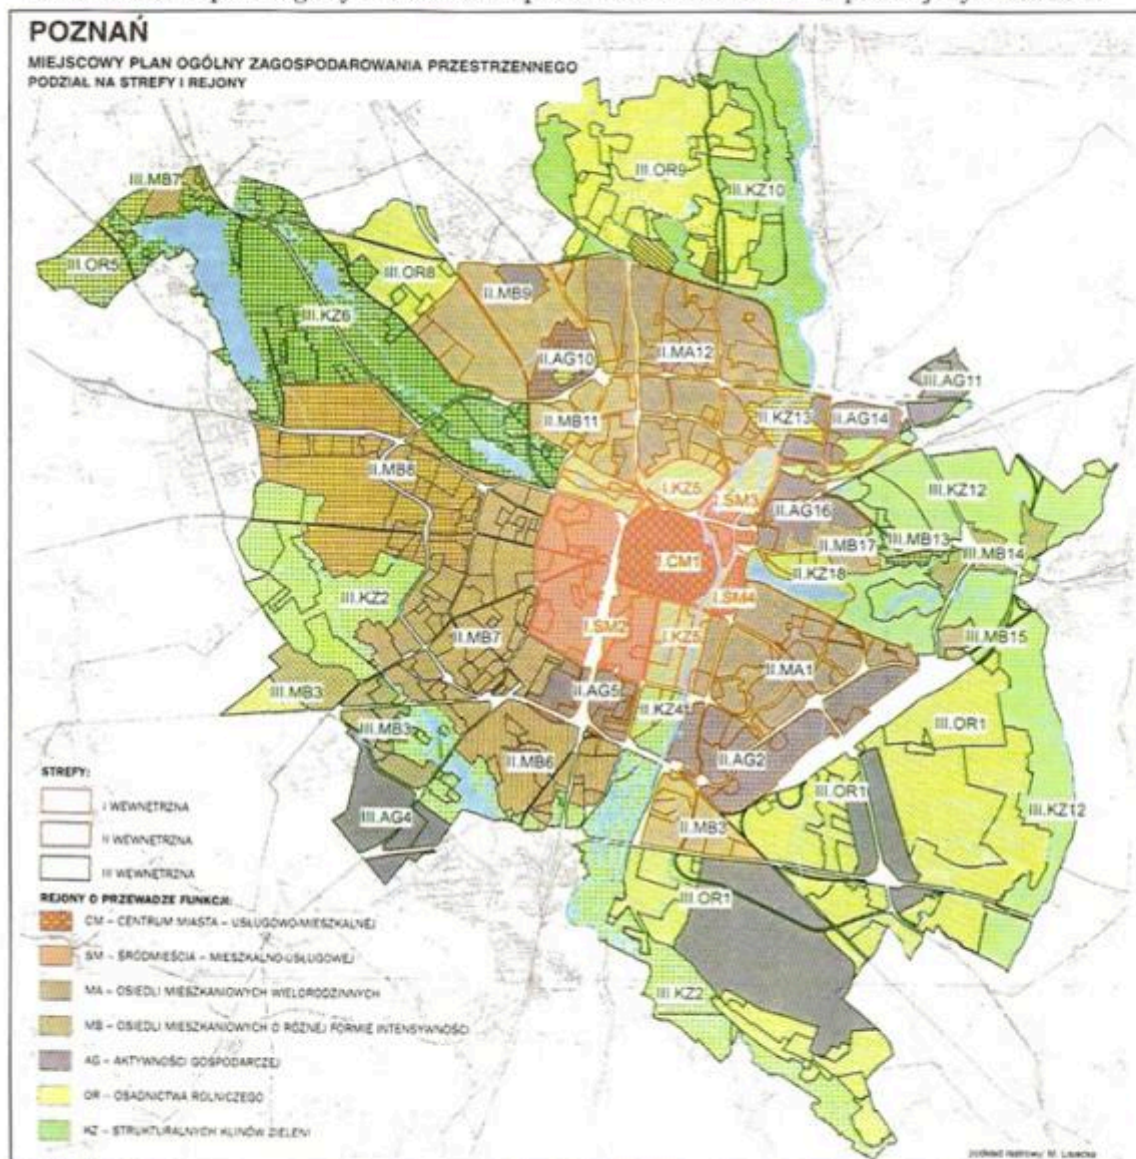 POZNAŃ
MIEJSCOWY PLAN OGÓLNY ZAGOSPODAROWANIA PRZESTRZENNEGO
PODZIAŁ NA STREFY I REJONY
III.OR9
III.MB7
III.KZ10
III.OR5
III.OR8
II.MB9
III.KZ6
II.AG10
II.MA12
III.AG11
II.MB11
II.KZ13
II.AG14
II.MB8
I.KZ5
I.SM3
III.KZ12
II.AG16
III.MB13
II.MB17
III.MB14
I.CM1
II.KZ18
III.KZ2
I.SM4
I.SM2
I.KZ5
II.MB7
III.MB15
II.MA1
III.MB3
II.AG5
III.KZ4
III.MB3
III.OR1
II.MB6
II.AG2
III.OR1
III.AG4
II.MB3
III.KZ12
III.OR1
III.KZ2
STREFY:
I WEWNĘTRZNA
II WEWNĘTRZNA
III WEWNĘTRZNA
REJONY O PRZEWADZE FUNKCJI:
CM – CENTRUM MIASTA – USŁUGOWO-MIESZKALNEJ
SM – ŚRÓDMIEŚCIA – MIESZKALNO-USŁUGOWEJ
MA – OSIEDLI MIESZKANIOWYCH WIELORODZINNYCH
MB – OSIEDLI MIESZKANIOWYCH O RÓŻNEJ FORMIE INTENSYWNOŚCI
AG – AKTYWNOŚCI GOSPODARCZEJ
OR – OSADNICTWA ROLNICZEGO
KZ – STRUKTURALNYCH KLINÓW ZIELENI